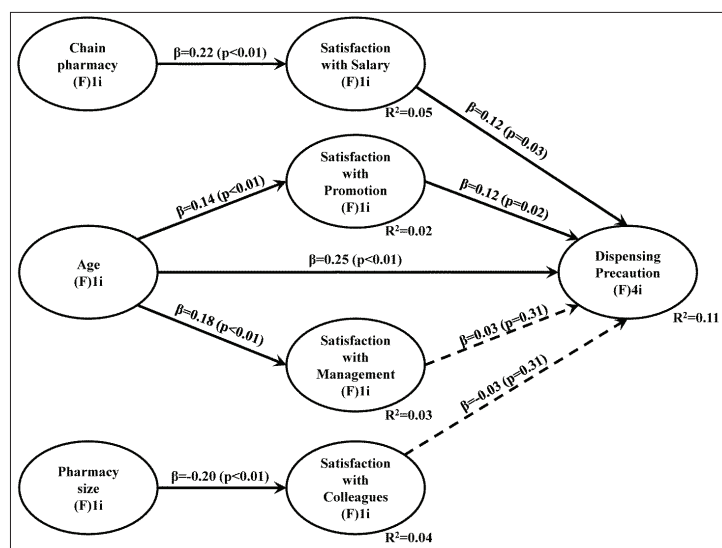 Chain
pharmacy
(F)1i
β=0.22 (p<0.01)
Satisfaction
with Salary
(F)1i
R²=0.05
β=0.12 (p=0.03)
Satisfaction
with
Promotion
(F)1i
R²=0.02
β=0.14 (p<0.01)
β=0.12 (p=0.02)
Age
(F)1i
β=0.25 (p<0.01)
Dispensing
Precaution
(F)4i
R²=0.11
β=0.18 (p<0.01)
Satisfaction
with
Management
(F)1i
R²=0.03
β=0.03 (p=0.31)
β=-0.03 (p=0.31)
Pharmacy
size
(F)1i
β=-0.20 (p<0.01)
Satisfaction
with
Colleagues
(F)1i
R²=0.04